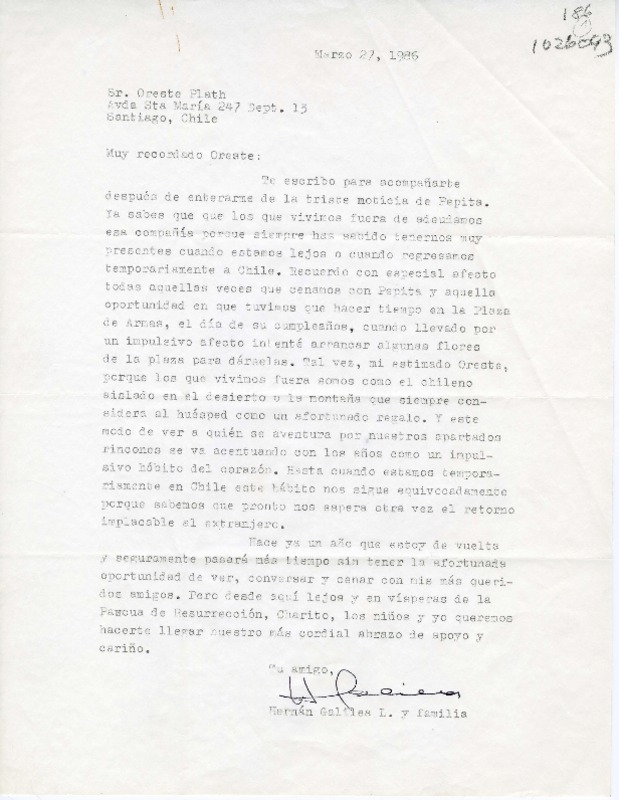 186
1026093
Marzo 27, 1986
Sr. Oreste Plath
Avda Sta María 247 Dept. 13
Santiago, Chile
Muy recordado Oreste:
Te escribo para acompañarte
después de enterarme de la triste noticia de Pepita.
Ya sabes que que los que vivimos fuera te adeudamos
esa compañía porque siempre has sabido tenernos muy
presentes cuando estamos lejos o cuando regresamos
temporariamente a Chile. Recuerdo con especial afecto
todas aquellas veces que cenamos con Pepita y aquella
oportunidad en que tuvimos que hacer tiempo en la Plaza
de Armas, el día de su cumpleaños, cuando llevado por
un impulsivo afecto intenté arrancar algunas flores
de la plaza para dárselas. Tal vez, mi estimado Oreste,
porque los que vivimos fuera somos como el chileno
aislado en el desierto o la montaña que siempre con-
sidera al huésped como un afortunado regalo. Y este
modo de ver a quién se aventura por nuestros apartados
rincones se va acentuando con los años como un impul-
sivo hábito del corazón. Hasta cuando estamos tempora-
riamente en Chile este hábito nos sigue equivocadamente
porque sabemos que pronto nos espera otra vez el retorno
implacable al extranjero.
Hace ya un año que estoy de vuelta
y seguramente pasará más tiempo sin tener la afortunada
oportunidad de ver, conversar y cenar con mis más queri-
dos amigos. Pero desde aquí lejos y en vísperas de la
Pascua de Resurrección, Charito, los niños y yo queremos
hacerte llegar nuestro más cordial abrazo de apoyo y
cariño.
Tu amigo,
Hernán Galilea L. y familia